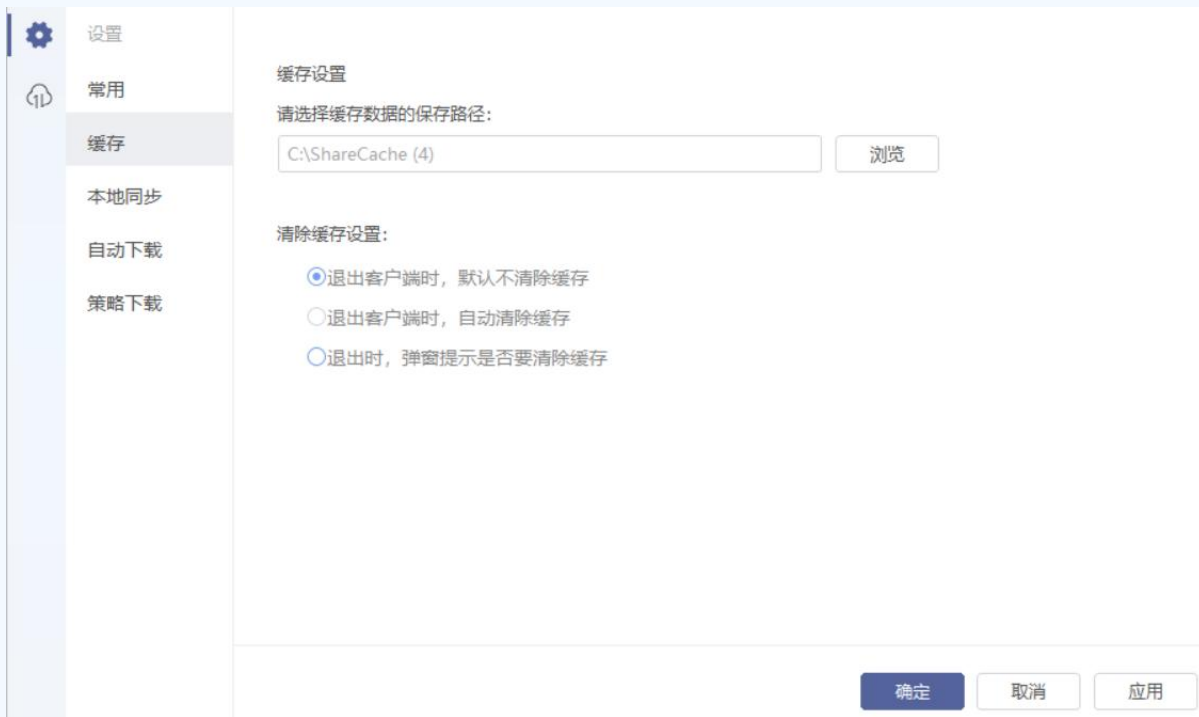 设置
常用
缓存
本地同步
自动下载
策略下载
缓存设置
请选择缓存数据的保存路径：
C:\ShareCache (4)
浏览
清除缓存设置：
退出客户端时，默认不清除缓存
退出客户端时，自动清除缓存
退出时，弹窗提示是否要清除缓存
确定
取消
应用